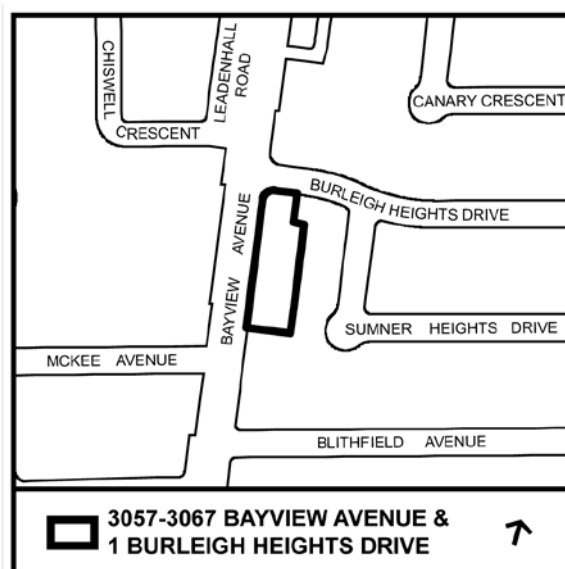 CHISWELL
CRESCENT
LEADENHALL
ROAD
CANARY CRESCENT
BURLEIGH HEIGHTS DRIVE
BAYVIEW AVENUE
SUMNER HEIGHTS DRIVE
MCKEE AVENUE
BLITHFIELD AVENUE
3057-3067 BAYVIEW AVENUE &
1 BURLEIGH HEIGHTS DRIVE